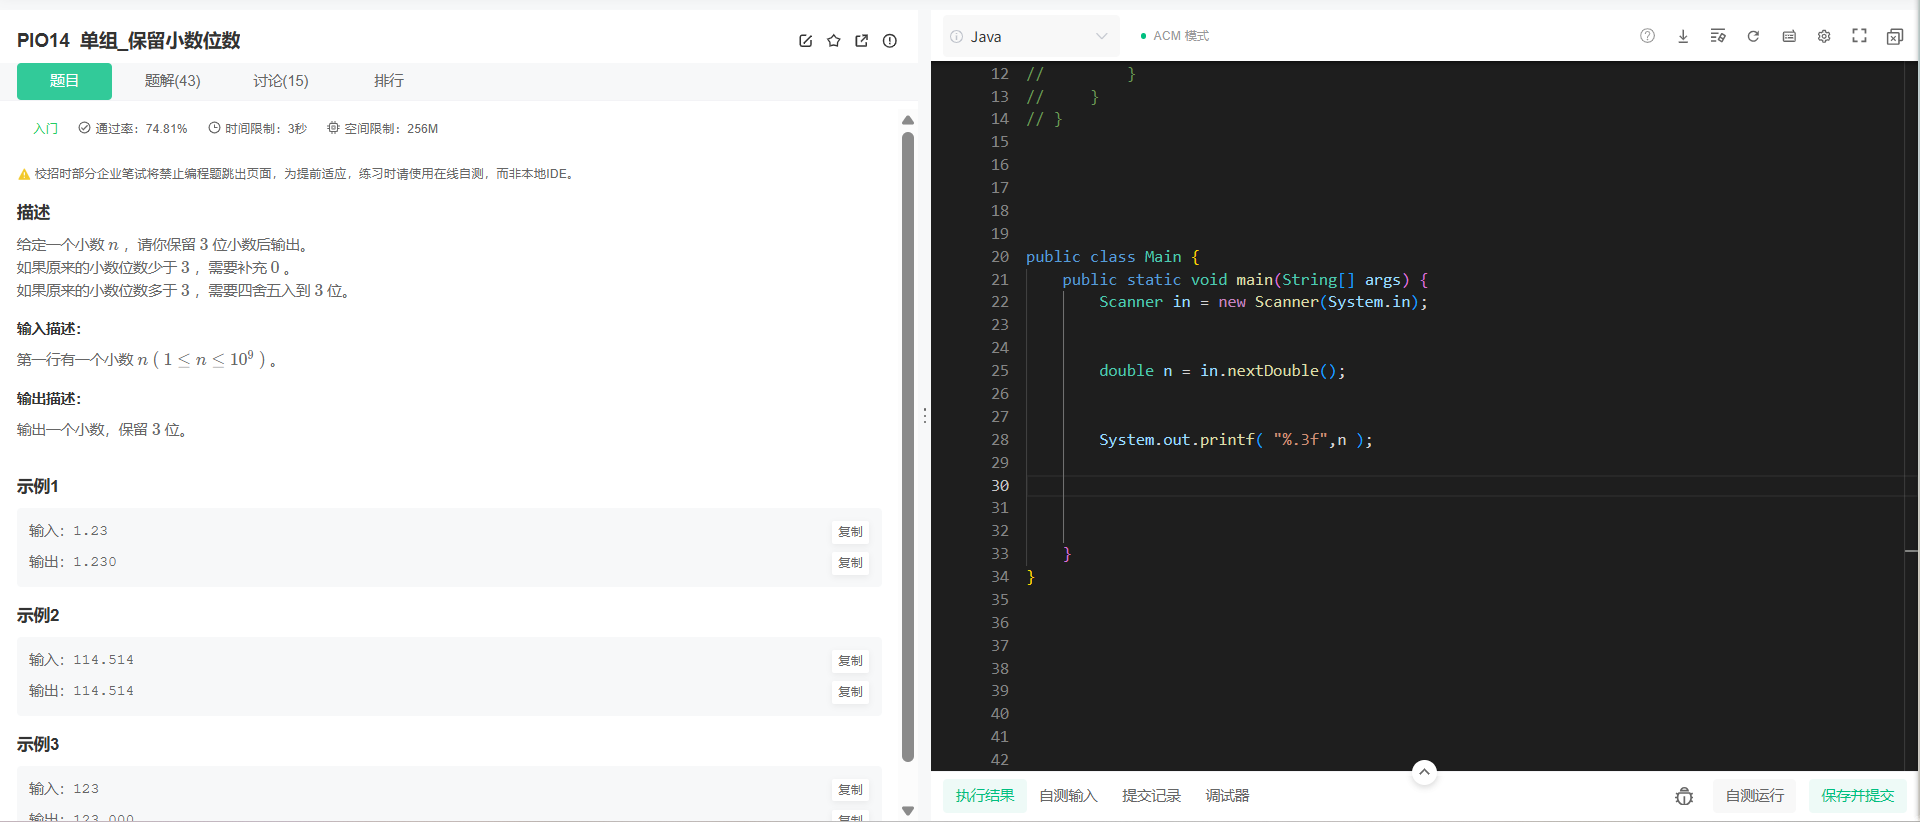 PIO14 单组_保留小数位数
题目 题解(43) 讨论(15) 排行
入门 通过率：74.81% 时间限制：3秒 空间限制：256M
校招时部分企业笔试将禁止编程题跳出页面，为提前适应，练习时请使用在线自测，而非本地IDE。
描述
给定一个小数 n ，请你保留 3 位小数后输出。
如果原来的小数位数少于 3 ，需要补充 0 。
如果原来的小数位数多于 3 ，需要四舍五入到 3 位。
输入描述：
第一行有一个小数 n ( 1 ≤ n ≤ 10⁹ ) 。
输出描述：
输出一个小数，保留 3 位。
示例1
输入：1.23 复制
输出：1.230 复制
示例2
输入：114.514 复制
输出：114.514 复制
示例3
输入：123 复制
输出：123.000 复制
Java ACM 模式
12 // }
13 // }
14 // }
15
16
17
18
19
20 public class Main {
21 public static void main(String[] args) {
22 Scanner in = new Scanner(System.in);
23
24
25 double n = in.nextDouble();
26
27
28 System.out.printf( "%.3f",n );
29
30
31
32
33 }
34 }
35
36
37
38
39
40
41
42
执行结果 自测输入 提交记录 调试器 自测运行 保存并提交